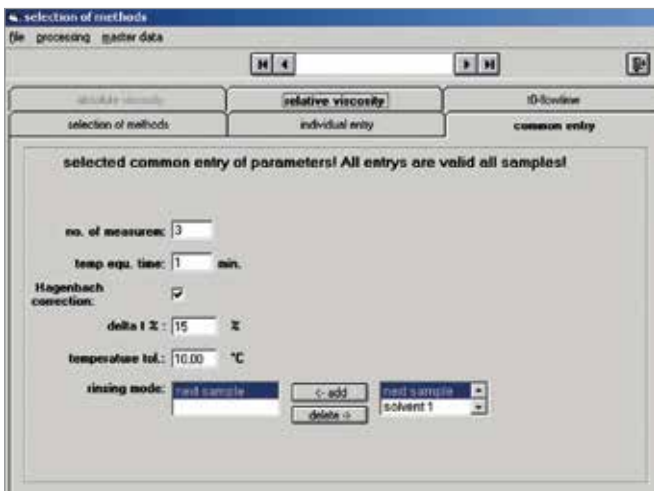 selection of methods
file processing master data
absolute viscosity relative viscosity t0-flowtime
selection of methods individual entry common entry
selected common entry of parameters! All entrys are valid all samples!
no. of measurem: 3
temp equ. time: 1 min.
Hagenbach
correction:
delta t % : 15 %
temperature tol.: 10.00 °C
rinsing mode: next sample <- add next sample
delete -> solvent 1